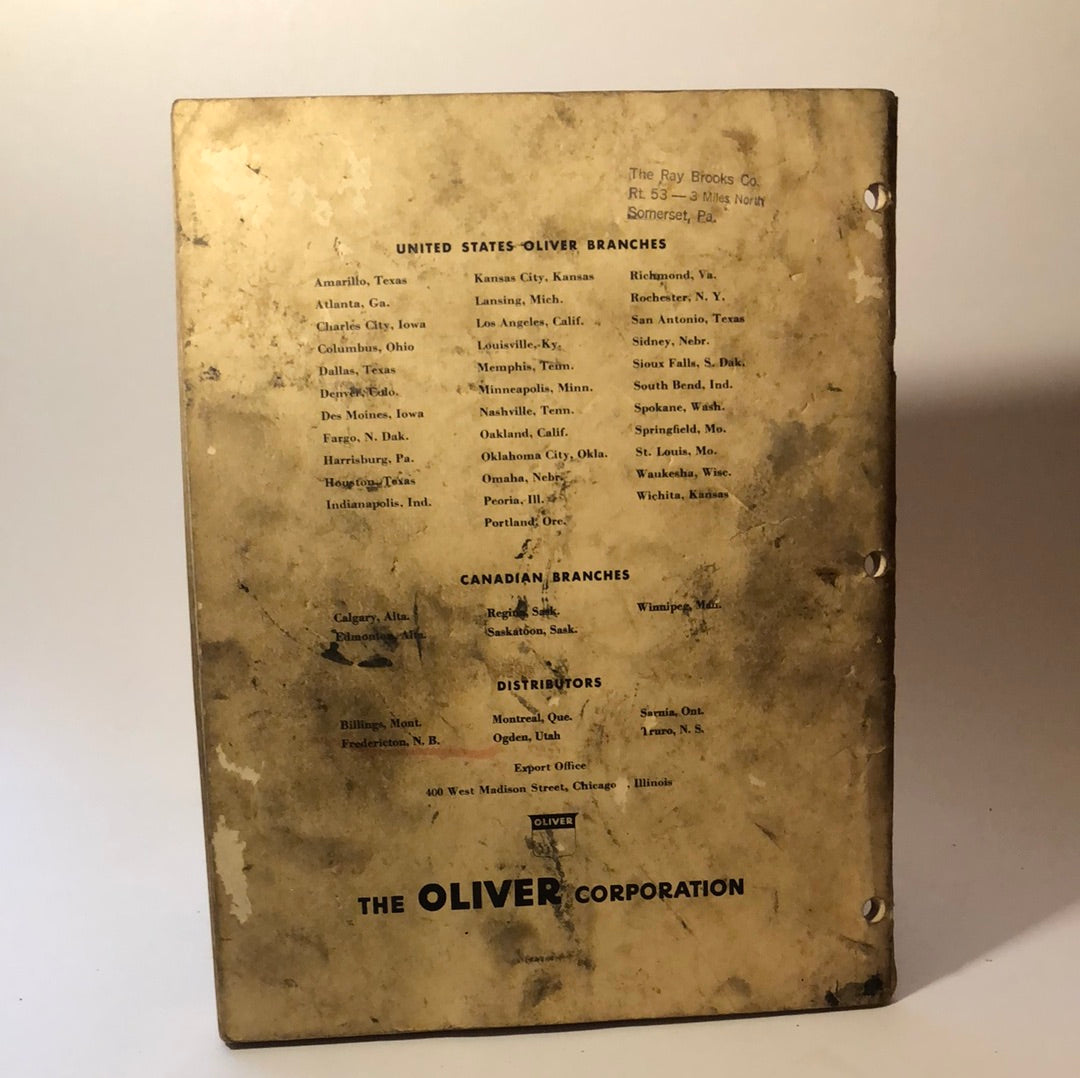 The Ray Brooks Co.
Rt. 53 — 3 Miles North
Somerset, Pa.
UNITED STATES OLIVER BRANCHES
Amarillo, Texas
Atlanta, Ga.
Charles City, Iowa
Columbus, Ohio
Dallas, Texas
Denver, Colo.
Des Moines, Iowa
Fargo, N. Dak.
Harrisburg, Pa.
Houston, Texas
Indianapolis, Ind.
Kansas City, Kansas
Lansing, Mich.
Los Angeles, Calif.
Louisville, Ky.
Memphis, Tenn.
Minneapolis, Minn.
Nashville, Tenn.
Oakland, Calif.
Oklahoma City, Okla.
Omaha, Nebr.
Peoria, Ill.
Portland, Ore.
Richmond, Va.
Rochester, N. Y.
San Antonio, Texas
Sidney, Nebr.
Sioux Falls, S. Dak.
South Bend, Ind.
Spokane, Wash.
Springfield, Mo.
St. Louis, Mo.
Waukesha, Wisc.
Wichita, Kansas
CANADIAN BRANCHES
Calgary, Alta.
Edmonton, Alta.
Regina, Sask.
Saskatoon, Sask.
Winnipeg, Man.
DISTRIBUTORS
Billings, Mont.
Fredericton, N. B.
Montreal, Que.
Ogden, Utah
Sarnia, Ont.
Truro, N. S.
Export Office
400 West Madison Street, Chicago , Illinois
OLIVER
THE OLIVER CORPORATION